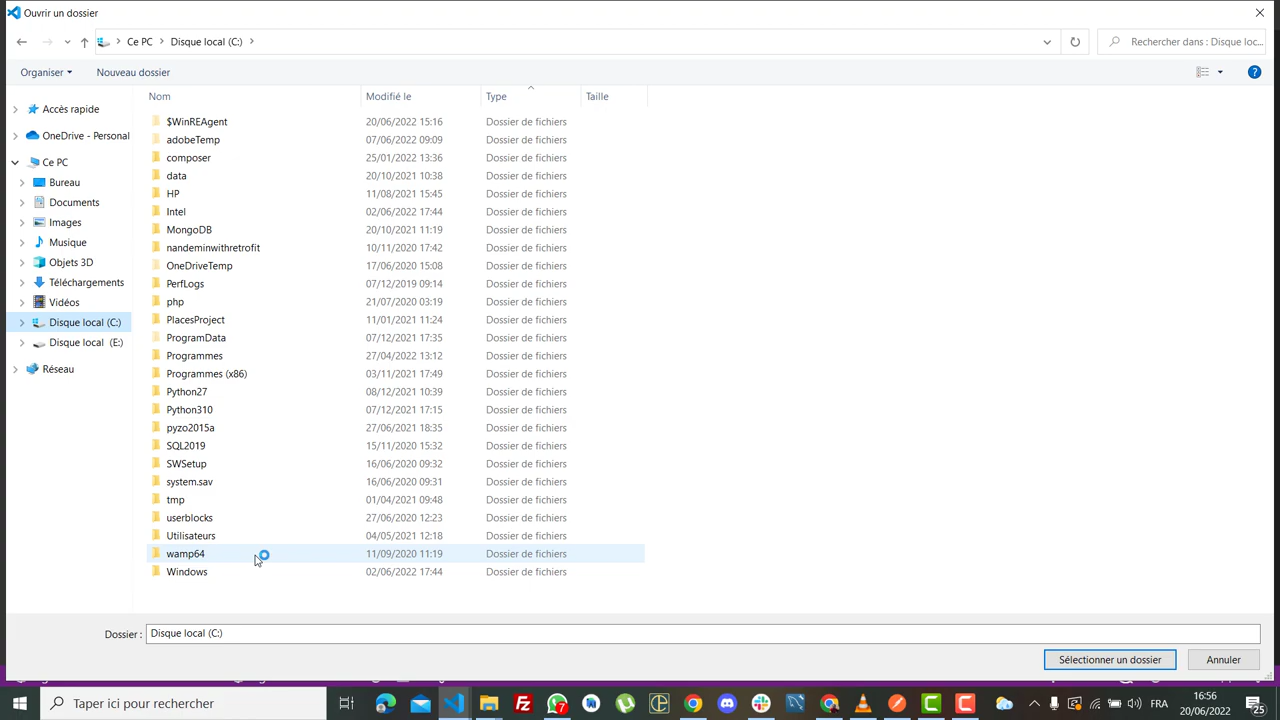 Ouvrir un dossier
Ce PC > Disque local (C:) >
Rechercher dans : Disque loc...
Organiser
Nouveau dossier
Nom
Modifié le
Type
Taille
Accès rapide
OneDrive - Personal
Ce PC
Bureau
Documents
Images
Musique
Objets 3D
Téléchargements
Vidéos
Disque local (C:)
Disque local (E:)
Réseau
$WinREAgent 20/06/2022 15:16 Dossier de fichiers
adobeTemp 07/06/2022 09:09 Dossier de fichiers
composer 25/01/2022 13:36 Dossier de fichiers
data 20/10/2021 10:38 Dossier de fichiers
HP 11/08/2021 15:45 Dossier de fichiers
Intel 02/06/2022 17:44 Dossier de fichiers
MongoDB 20/10/2021 11:19 Dossier de fichiers
nandeminwithretrofit 10/11/2020 17:42 Dossier de fichiers
OneDriveTemp 17/06/2020 15:08 Dossier de fichiers
PerfLogs 07/12/2019 09:14 Dossier de fichiers
php 21/07/2020 03:19 Dossier de fichiers
PlacesProject 11/01/2021 11:24 Dossier de fichiers
ProgramData 07/12/2021 17:35 Dossier de fichiers
Programmes 27/04/2022 13:12 Dossier de fichiers
Programmes (x86) 03/11/2021 17:49 Dossier de fichiers
Python27 08/12/2021 10:39 Dossier de fichiers
Python310 07/12/2021 17:15 Dossier de fichiers
pyzo2015a 27/06/2021 18:35 Dossier de fichiers
SQL2019 15/11/2020 15:32 Dossier de fichiers
SWSetup 16/06/2020 09:32 Dossier de fichiers
system.sav 16/06/2020 09:31 Dossier de fichiers
tmp 01/04/2021 09:48 Dossier de fichiers
userblocks 27/06/2020 12:23 Dossier de fichiers
Utilisateurs 04/05/2021 12:18 Dossier de fichiers
wamp64 11/09/2020 11:19 Dossier de fichiers
Windows 02/06/2022 17:44 Dossier de fichiers
Dossier : Disque local (C:)
Sélectionner un dossier
Annuler
Taper ici pour rechercher
7
FRA
16:56
20/06/2022
25